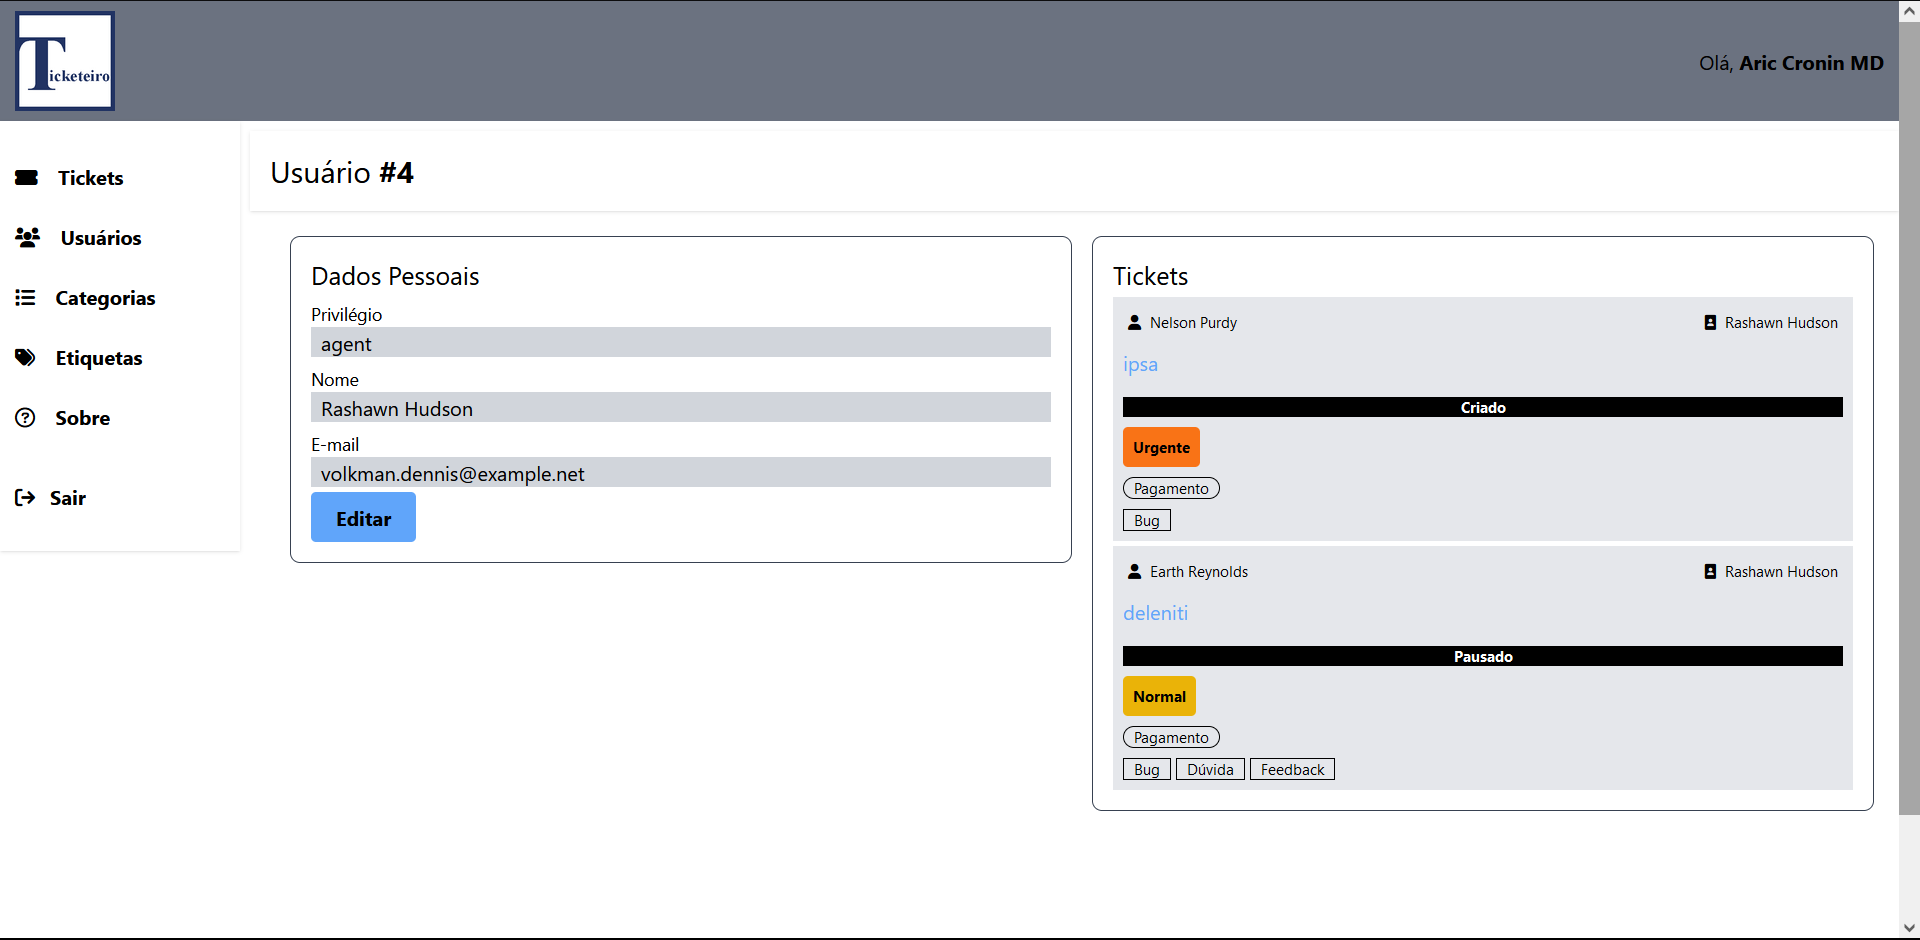 Ticketeiro
Olá, Aric Cronin MD
Tickets
Usuários
Categorias
Etiquetas
Sobre
Sair
Usuário #4
Dados Pessoais
Privilégio
agent
Nome
Rashawn Hudson
E-mail
volkman.dennis@example.net
Editar
Tickets
Nelson Purdy
Rashawn Hudson
ipsa
Criado
Urgente
Pagamento
Bug
Earth Reynolds
Rashawn Hudson
deleniti
Pausado
Normal
Pagamento
Bug Dúvida Feedback